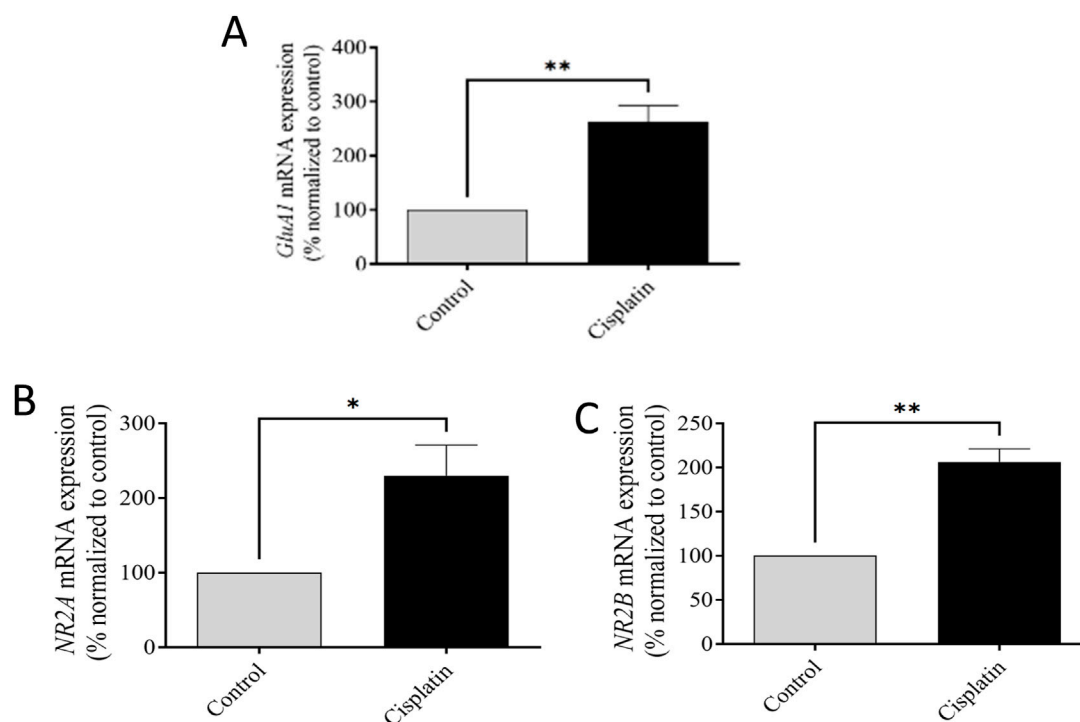 A
GluA1 mRNA expression
(% normalized to control)
400
300
200
100
0
**
Control
Cisplatin
B
NR2A mRNA expression
(% normalized to control)
300
200
100
0
*
Control
Cisplatin
C
NR2B mRNA expression
(% normalized to control)
250
200
150
100
50
0
**
Control
Cisplatin